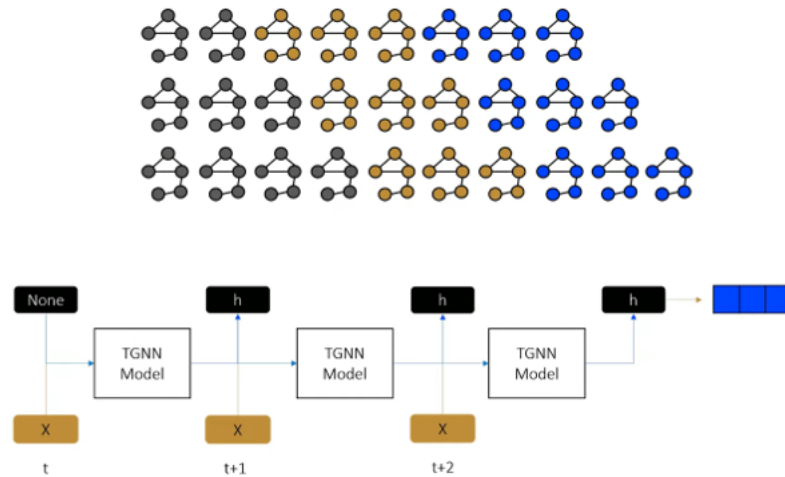 None
h
h
h
TGNN
Model
TGNN
Model
TGNN
Model
X
X
X
t
t+1
t+2